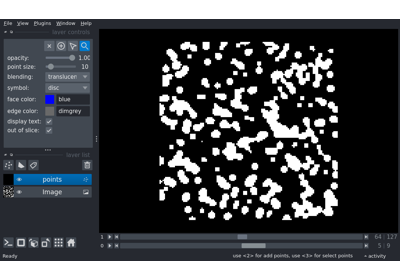 File View Plugins Window Help
layer controls
opacity: 1.00
point size: 10
blending: translucen
symbol: disc
face color: blue
edge color: dimgrey
display text:
out of slice:
layer list
points
Image
1 64 127
0 5 9
Ready use <2> for add points, use <3> for select points activity